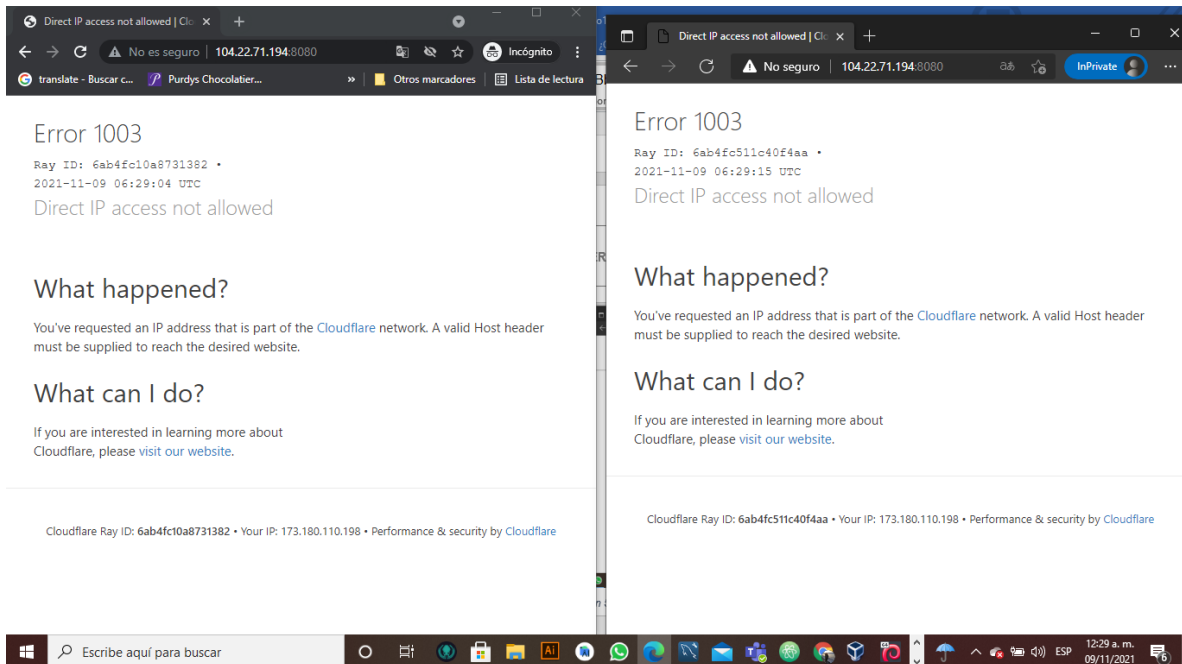 Direct IP access not allowed | Clo
No es seguro | 104.22.71.194:8080
Incógnito
translate - Buscar c...
Purdys Chocolatier...
»
Otros marcadores
Lista de lectura
Error 1003
Ray ID: 6ab4fc10a8731382 •
2021-11-09 06:29:04 UTC
Direct IP access not allowed
What happened?
You've requested an IP address that is part of the Cloudflare network. A valid Host header
must be supplied to reach the desired website.
What can I do?
If you are interested in learning more about
Cloudflare, please visit our website.
Cloudflare Ray ID: 6ab4fc10a8731382 • Your IP: 173.180.110.198 • Performance & security by Cloudflare
Direct IP access not allowed | Clo
No seguro | 104.22.71.194:8080
InPrivate
Error 1003
Ray ID: 6ab4fc511c40f4aa •
2021-11-09 06:29:15 UTC
Direct IP access not allowed
What happened?
You've requested an IP address that is part of the Cloudflare network. A valid Host header
must be supplied to reach the desired website.
What can I do?
If you are interested in learning more about
Cloudflare, please visit our website.
Cloudflare Ray ID: 6ab4fc511c40f4aa • Your IP: 173.180.110.198 • Performance & security by Cloudflare
Escribe aquí para buscar
Ai
ESP
12:29 a. m.
09/11/2021
6